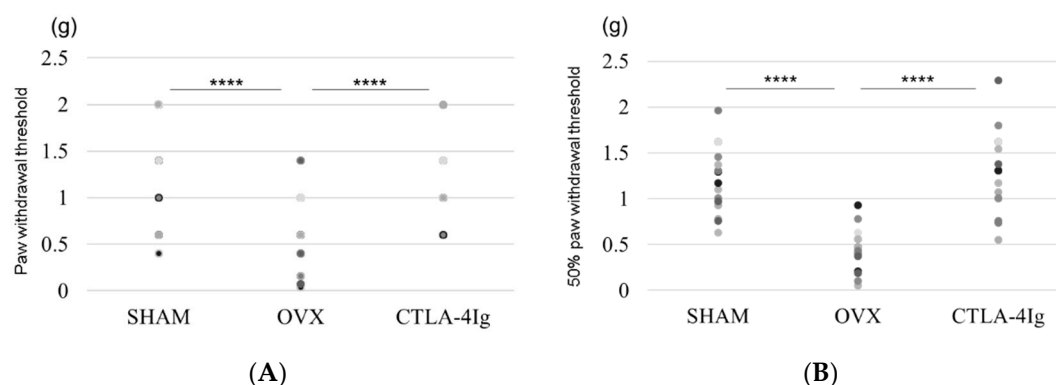 (g)
Paw withdrawal threshold
2.5
2
1.5
1
0.5
0
****
****
SHAM
OVX
CTLA-4Ig
(A)
(g)
50% paw withdrawal threshold
2.5
2
1.5
1
0.5
0
****
****
SHAM
OVX
CTLA-4Ig
(B)